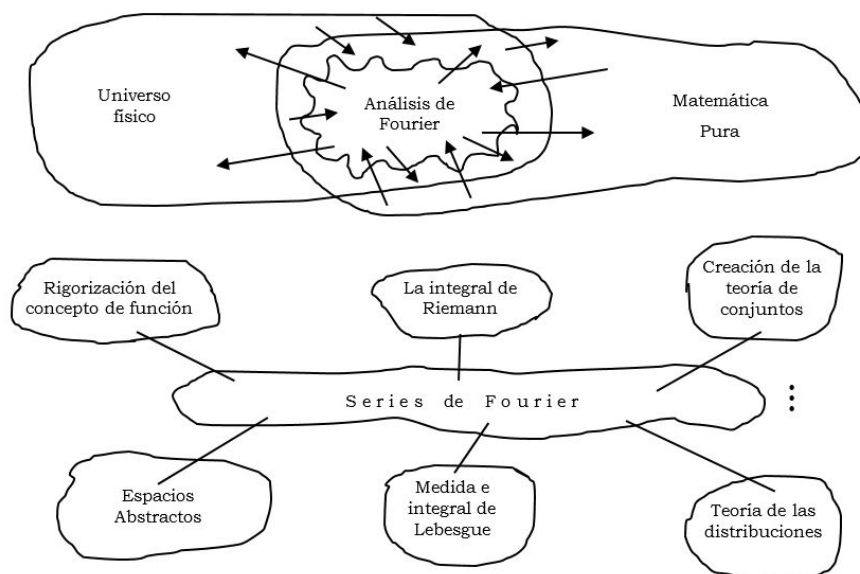 Universo
físico
Análisis de
Fourier
Matemática
Pura
Rigorización del
concepto de función
La integral de
Riemann
Creación de la
teoría de
conjuntos
Series de Fourier
Espacios
Abstractos
Medida e
integral de
Lebesgue
Teoría de las
distribuciones